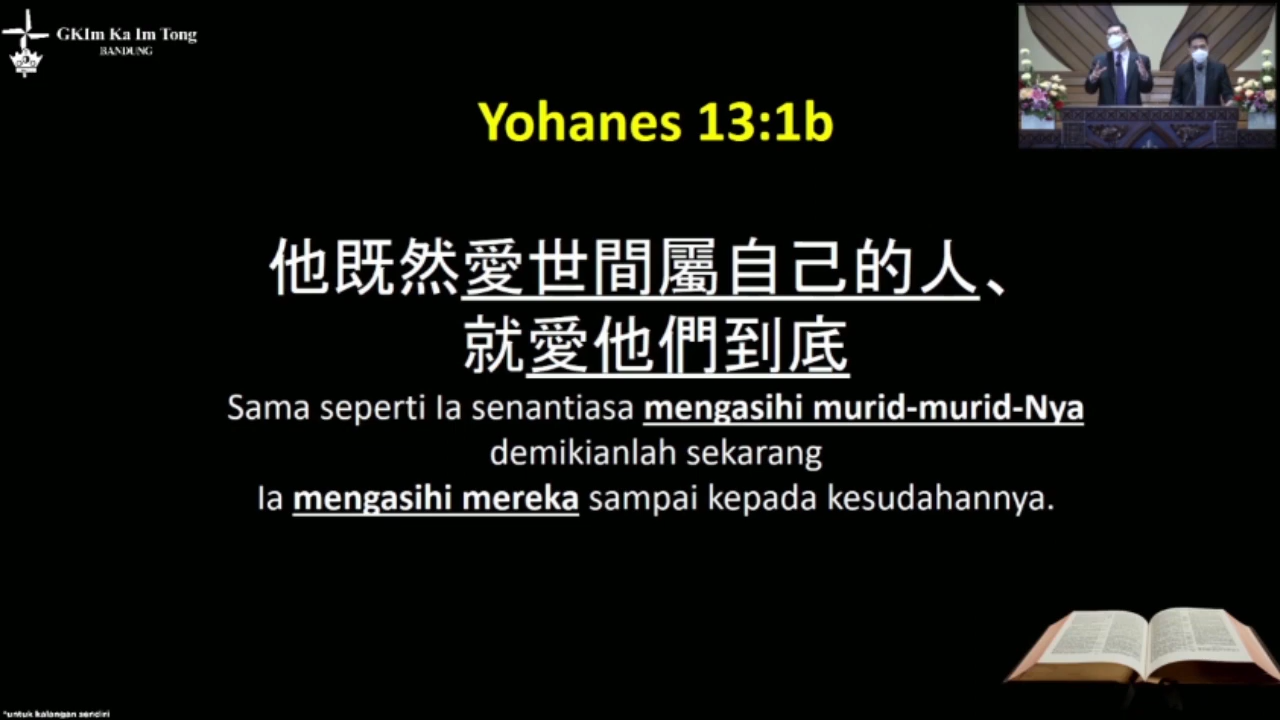 GKIm Ka Im Tong
BANDUNG
Yohanes 13:1b
他既然愛世間屬自己的人、
就愛他們到底
Sama seperti Ia senantiasa mengasihi murid-murid-Nya
demikianlah sekarang
Ia mengasihi mereka sampai kepada kesudahannya.
*untuk kalangan sendiri